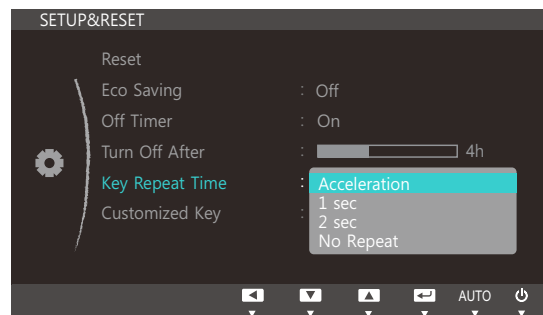 SETUP&RESET
Reset
Eco Saving : Off
Off Timer : On
Turn Off After : 4h
Key Repeat Time : Acceleration
1 sec
2 sec
No Repeat
Customized Key :
AUTO